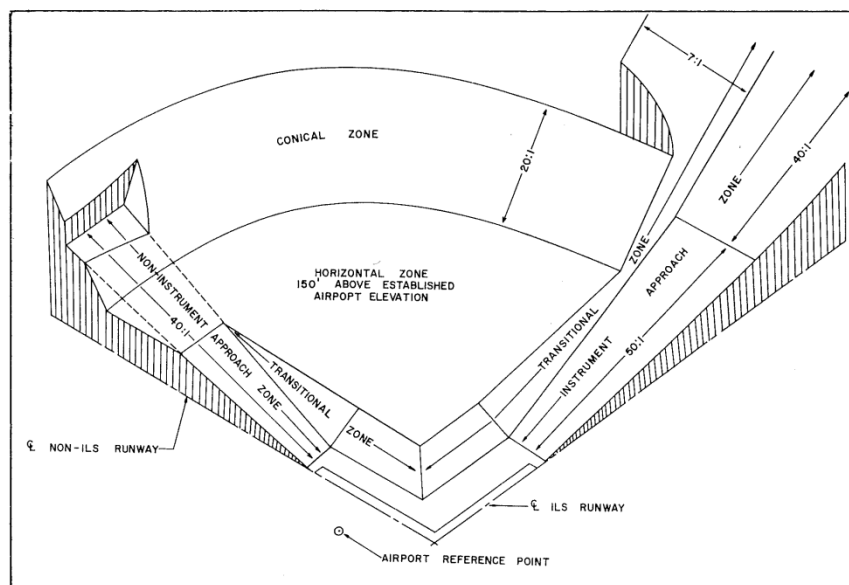 7:1
CONICAL ZONE
20:1
40:1
ZONE
ZONE
HORIZONTAL ZONE
150' ABOVE ESTABLISHED
AIRPORT ELEVATION
NON-INSTRUMENT
APPROACH ZONE
40:1
APPROACH
INSTRUMENT
50:1
TRANSITIONAL
TRANSITIONAL
ZONE
℄ NON-ILS RUNWAY
℄ ILS RUNWAY
AIRPORT REFERENCE POINT